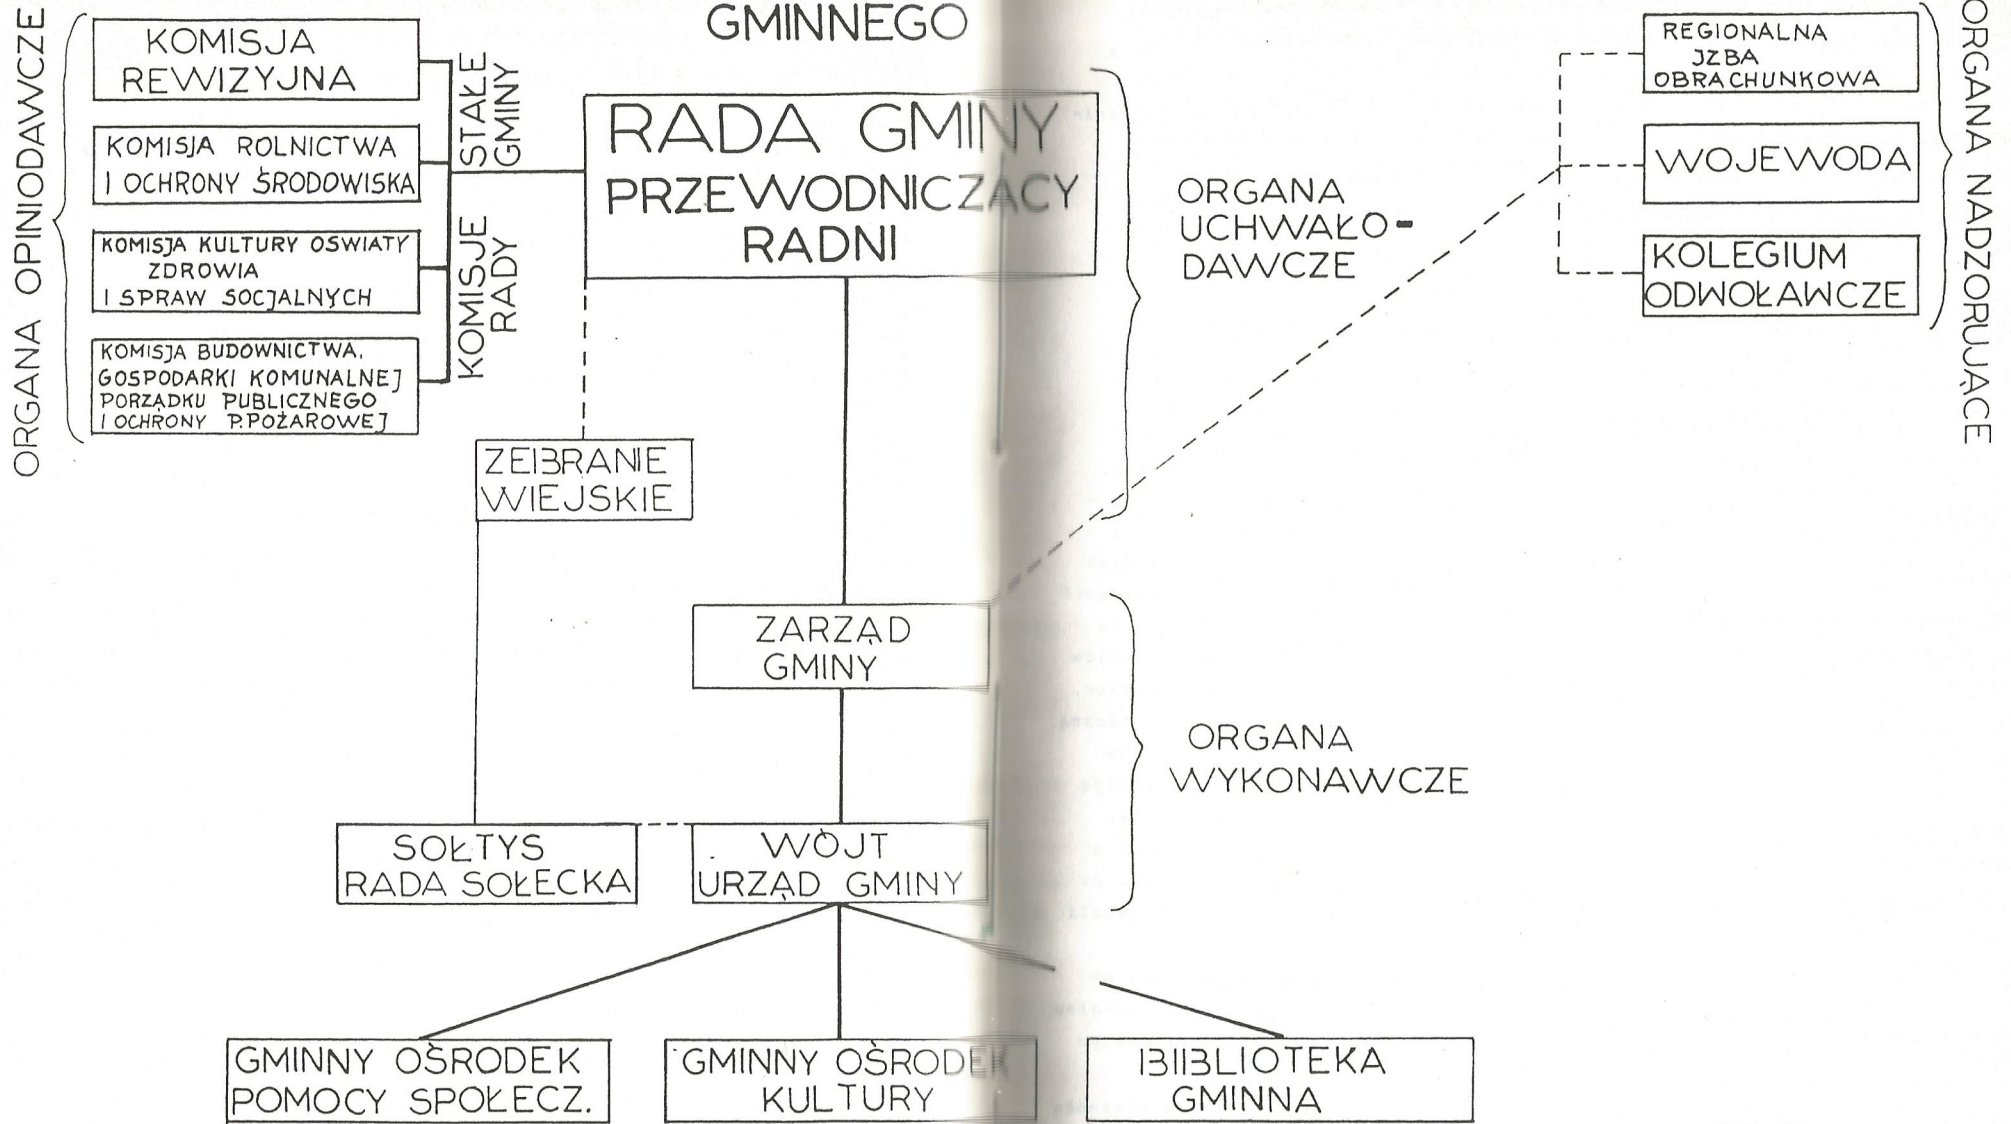 GMINNEGO
ORGANA OPINIODAWCZE
KOMISJA
REWIZYJNA
KOMISJA ROLNICTWA
I OCHRONY ŚRODOWISKA
KOMISJA KULTURY OŚWIATY
ZDROWIA
I SPRAW SOCJALNYCH
KOMISJA BUDOWNICTWA,
GOSPODARKI KOMUNALNEJ
PORZĄDKU PUBLICZNEGO
I OCHRONY P.POŻAROWEJ
KOMISJE STAŁE
RADY GMINY
RADA GMINY
PRZEWODNICZĄCY
RADNI
ORGANA
UCHWAŁO-
DAWCZE
REGIONALNA
JZBA
OBRACHUNKOWA
WOJEWODA
KOLEGIUM
ODWOŁAWCZE
ORGANA NADZORUJĄCE
ZEBRANIE
WIEJSKIE
ZARZĄD
GMINY
ORGANA
WYKONAWCZE
SOŁTYS
RADA SOŁECKA
WÓJT
URZĄD GMINY
GMINNY OŚRODEK
POMOCY SPOŁECZ.
GMINNY OŚRODEK
KULTURY
BIBLIOTEKA
GMINNA